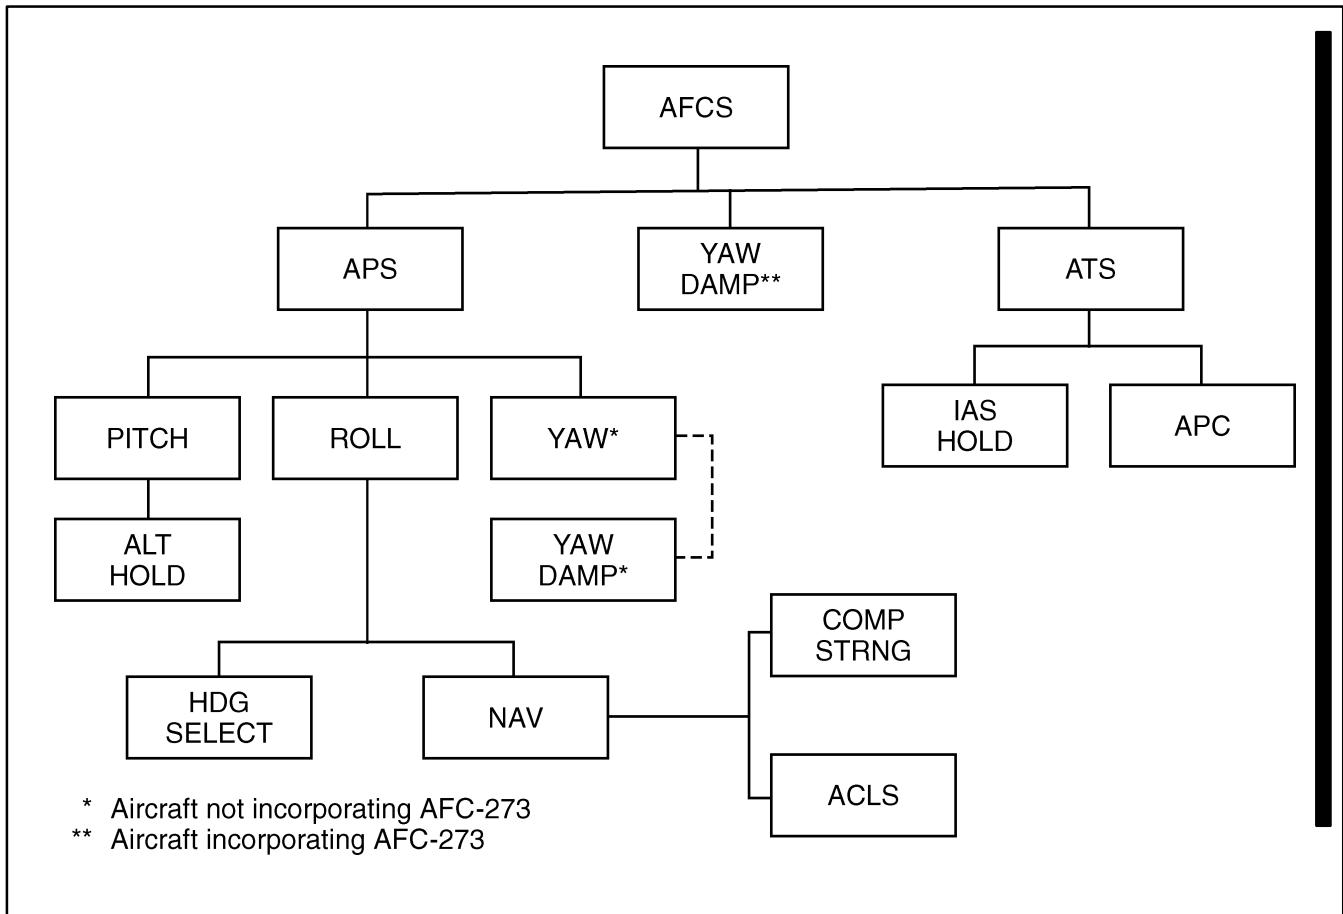 AFCS
APS
YAW
DAMP**
ATS
PITCH
ROLL
YAW*
IAS
HOLD
APC
ALT
HOLD
YAW
DAMP*
COMP
STRNG
HDG
SELECT
NAV
ACLS
* Aircraft not incorporating AFC-273
** Aircraft incorporating AFC-273